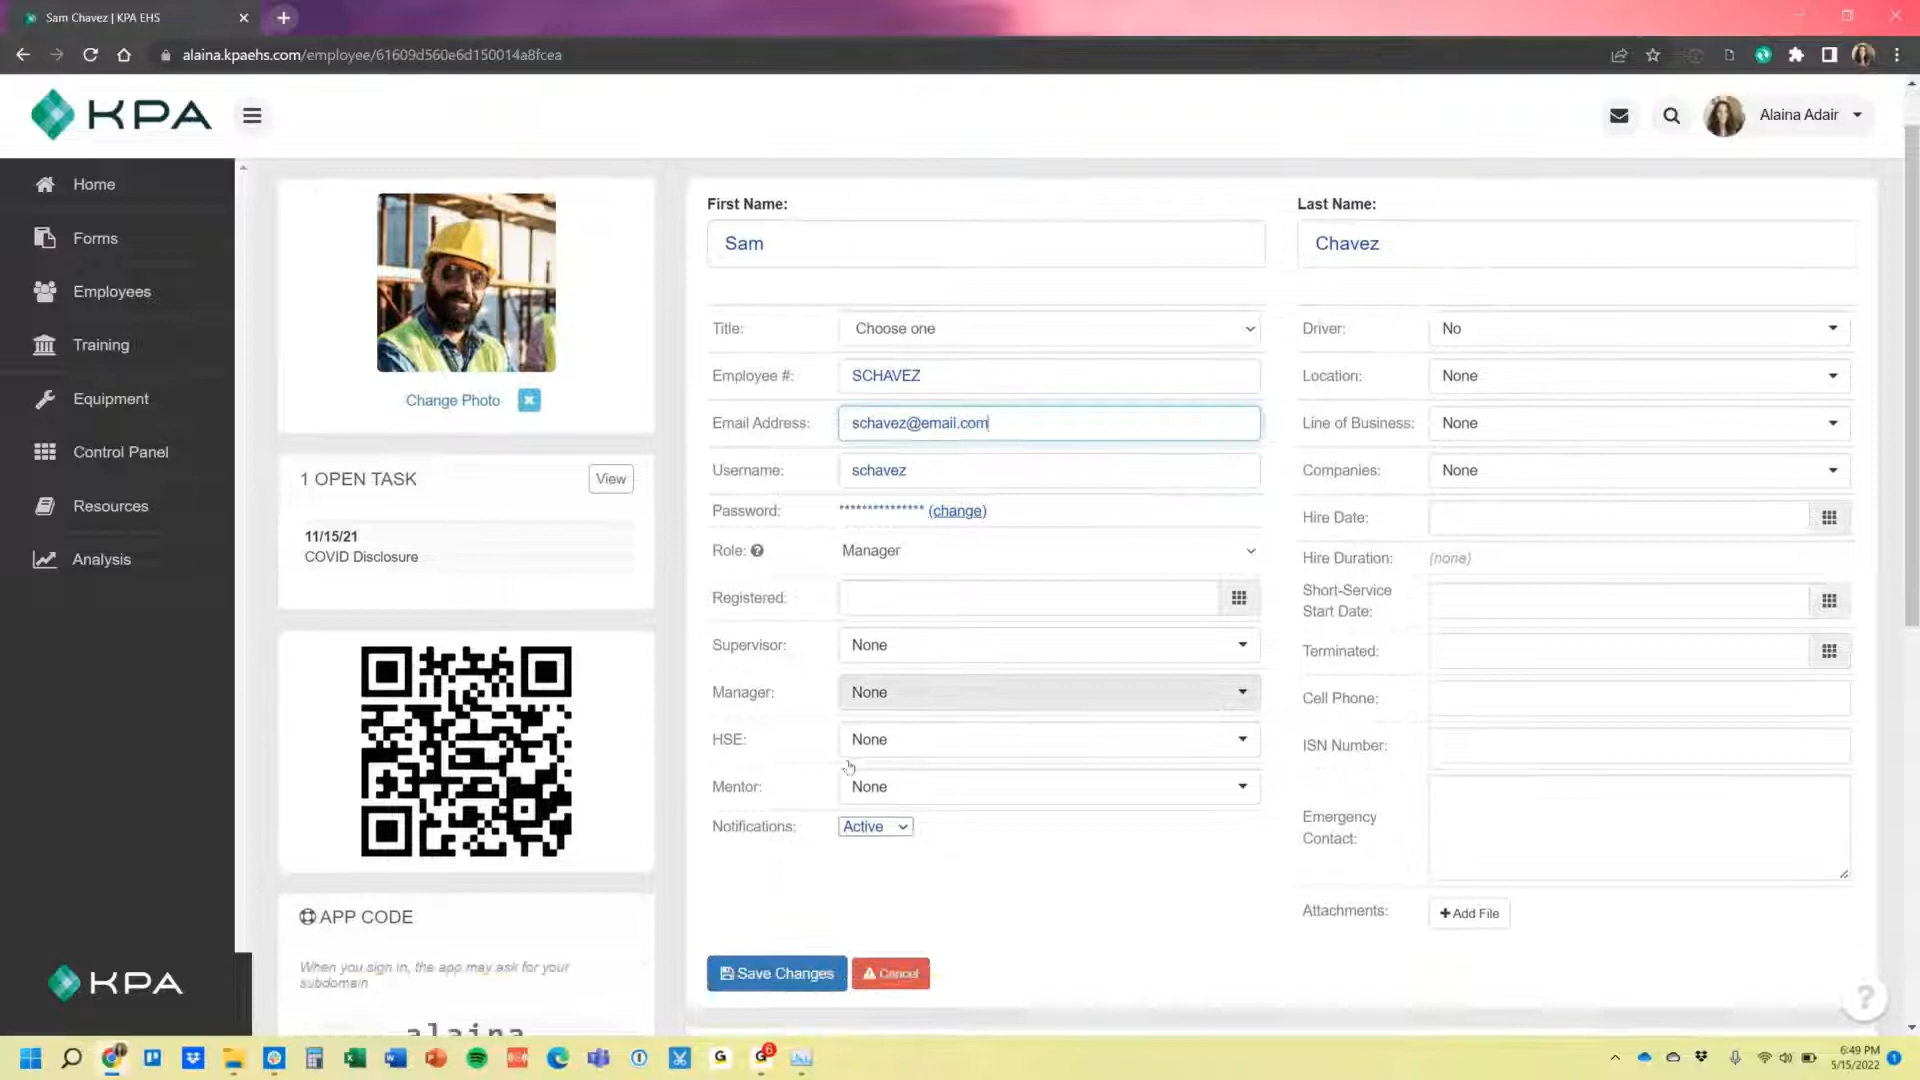 Sam Chavez | KPA EHS
alaina.kpaehs.com/employee/61609d560e6d150014a8fcea
KPA
Alaina Adair
Home
Forms
Employees
Training
Equipment
Control Panel
Resources
Analysis
KPA
Change Photo
1 OPEN TASK
View
11/15/21
COVID Disclosure
APP CODE
When you sign in, the app may ask for your
subdomain
alaina
First Name:
Sam
Last Name:
Chavez
Title:
Choose one
Employee #:
SCHAVEZ
Email Address:
schavez@email.com
Username:
schavez
Password:
*************** (change)
Role:
Manager
Registered:
Supervisor:
None
Manager:
None
HSE:
None
Mentor:
None
Notifications:
Active
Driver:
No
Location:
None
Line of Business:
None
Companies:
None
Hire Date:
Hire Duration:
(none)
Short-Service
Start Date:
Terminated:
Cell Phone:
ISN Number:
Emergency
Contact:
Attachments:
+ Add File
Save Changes
Cancel
?
6
6:49 PM
5/15/2022
1